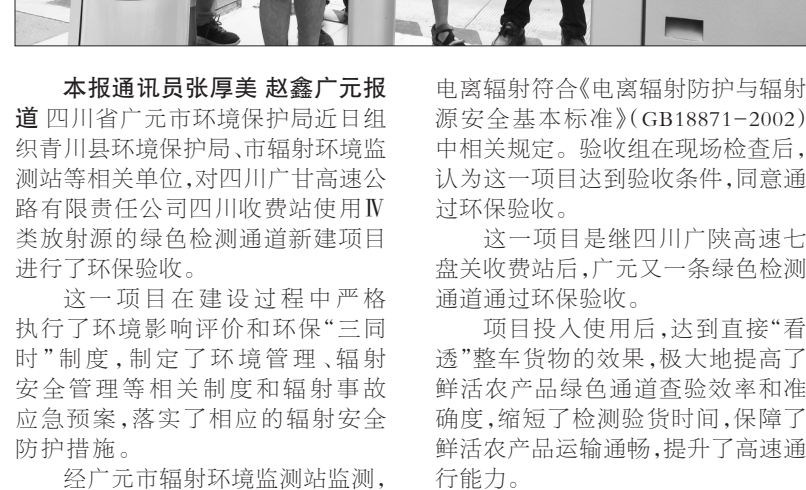 本报通讯员张厚美 赵鑫广元报
道 四川省广元市环境保护局近日组
织青川县环境保护局、市辐射环境监
测站等相关单位,对四川广甘高速公
路有限责任公司四川收费站使用Ⅳ
类放射源的绿色检测通道新建项目
进行了环保验收。
这一项目在建设过程中严格
执行了环境影响评价和环保“三同
时”制度,制定了环境管理、辐射
安全管理等相关制度和辐射事故
应急预案,落实了相应的辐射安全
防护措施。
经广元市辐射环境监测站监测,
电离辐射符合《电离辐射防护与辐射
源安全基本标准》(GB18871-2002)
中相关规定。验收组在现场检查后,
认为这一项目达到验收条件,同意通
过环保验收。
这一项目是继四川广陕高速七
盘关收费站后,广元又一条绿色检测
通道通过环保验收。
项目投入使用后,达到直接“看
透”整车货物的效果,极大地提高了
鲜活农产品绿色通道查验效率和准
确度,缩短了检测验货时间,保障了
鲜活农产品运输通畅,提升了高速通
行能力。